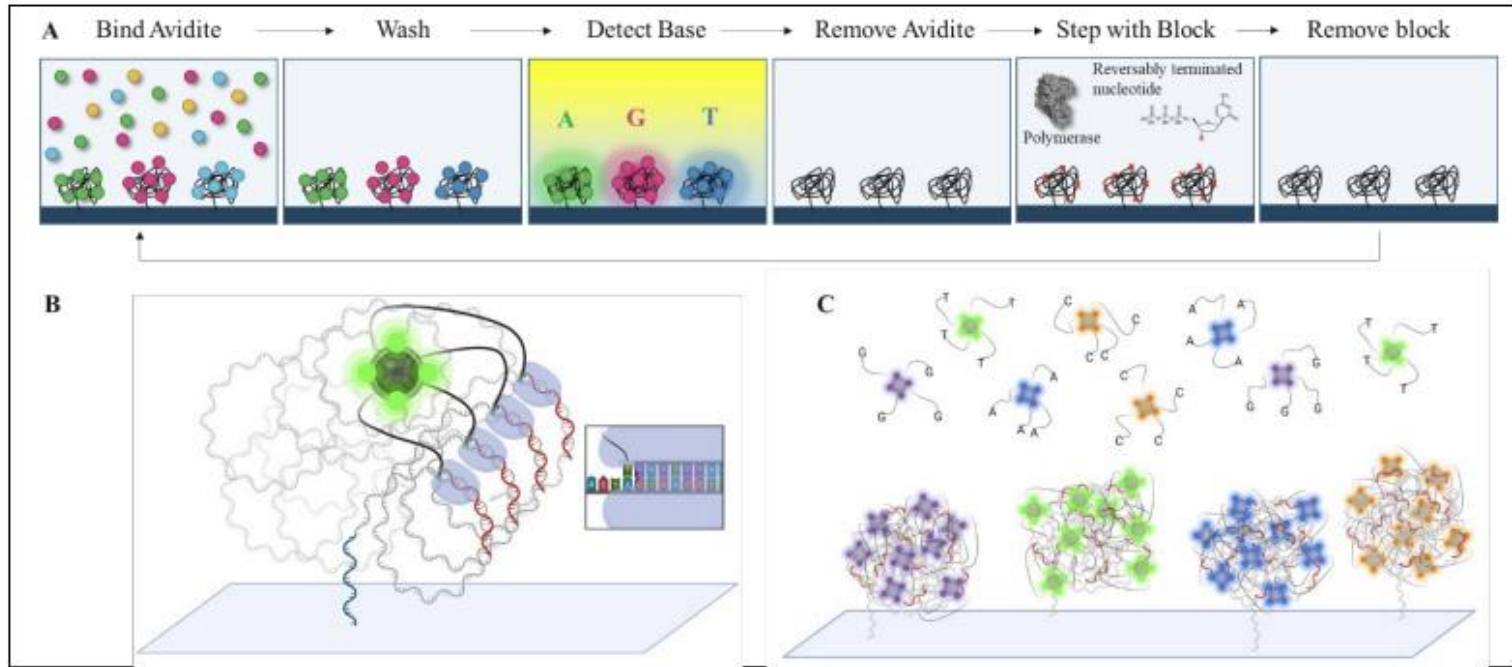 A Bind Avidite Wash Detect Base Remove Avidite Step with Block Remove block
A G T
Reversably terminated
nucleotide
Polymerase
B
C
T T T T
C C C C
A A A A
G G G G
A A A A
C C C C
G G G G
T T T T